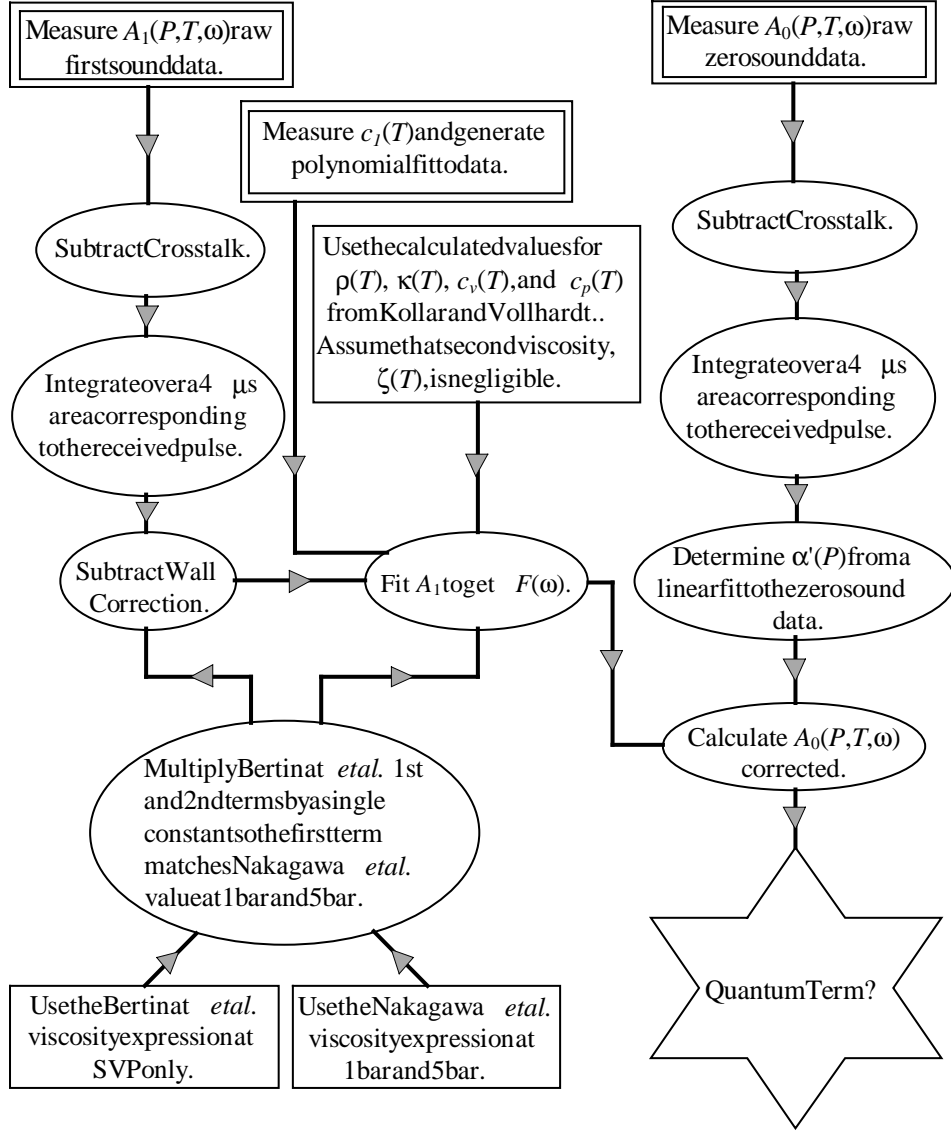 Measure A₁(P,T,ω)raw
firstsounddata.
Measure A₀(P,T,ω)raw
zerosounddata.
Measure c₁(T)andgenerate
polynomialfittodata.
SubtractCrosstalk.
SubtractCrosstalk.
Usethecalculatedvaluesfor
ρ(T), κ(T), cᵥ(T),and cₚ(T)
fromKollarandVollhardt..
Assumethatsecondviscosity,
ζ(T),isnegligible.
Integrateovera4 μs
areacorresponding
tothereceivedpulse.
Integrateovera4 μs
areacorresponding
tothereceivedpulse.
SubtractWall
Correction.
Fit A₁toget F(ω).
Determine α'(P)froma
linearfittothezerosound
data.
Calculate A₀(P,T,ω)
corrected.
MultiplyBertinat etal. 1st
and2ndtermsbyasingle
constantsothefirstterm
matchesNakagawa etal.
valueat1barand5bar.
UsetheBertinat etal.
viscosityexpressionat
SVPonly.
UsetheNakagawa etal.
viscosityexpressionat
1barand5bar.
QuantumTerm?